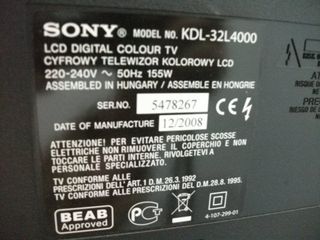 SONY MODEL NO. KDL-32L4000
LCD DIGITAL COLOUR TV
CYFROWY TELEWIZOR KOLOROWY LCD
220-240V ~ 50Hz 155W
ASSEMBLED IN HUNGARY / ASSEMBLE EN HONGRIE
SER.NO. 5478267
DATE OF MANUFACTURE 12/2008
ATTENZIONE! PER EVITARE PERICOLOSE SCOSSE
ELETTRICHE NON RIMUOVERE IL COPERCHIO E NON
TOCCARE LE PARTI INTERNE, RIVOLGETEVI A
PERSONALE SPECIALIZZATO.
TV CONFORME ALLE
PRESCRIZIONI DELL' ART.1 D.M. 26.3.1992
TV CONFORME ALLE PRESCRIZIONI DEL D.M.28.8.1995.
BEAB
Approved
4-107-299-01
RISQUE D